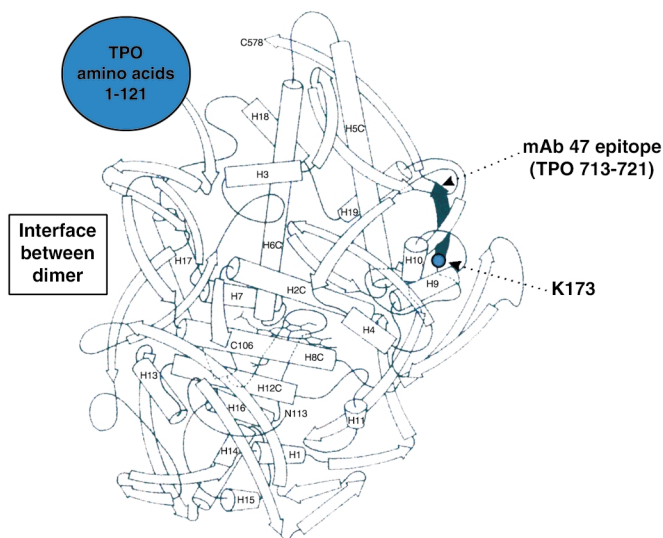 C578
TPO
amino acids
1-121
H18
H5C
mAb 47 epitope
(TPO 713-721)
H3
H19
Interface
between
dimer
H6C
H17
H10
H9
K173
H2C
H7
H4
C106
H8C
H13
H12C
H16
N113
H11
H14
H1
H15